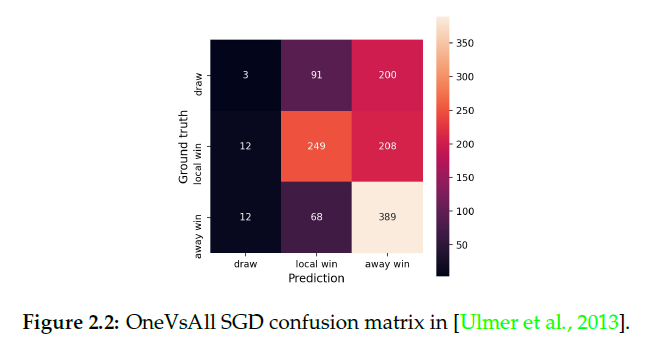 350
300
250
200
150
100
50
Ground truth
draw
local win
away win
3 91 200
12 249 208
12 68 389
draw local win away win
Prediction
Figure 2.2: OneVsAll SGD confusion matrix in [Ulmer et al., 2013].